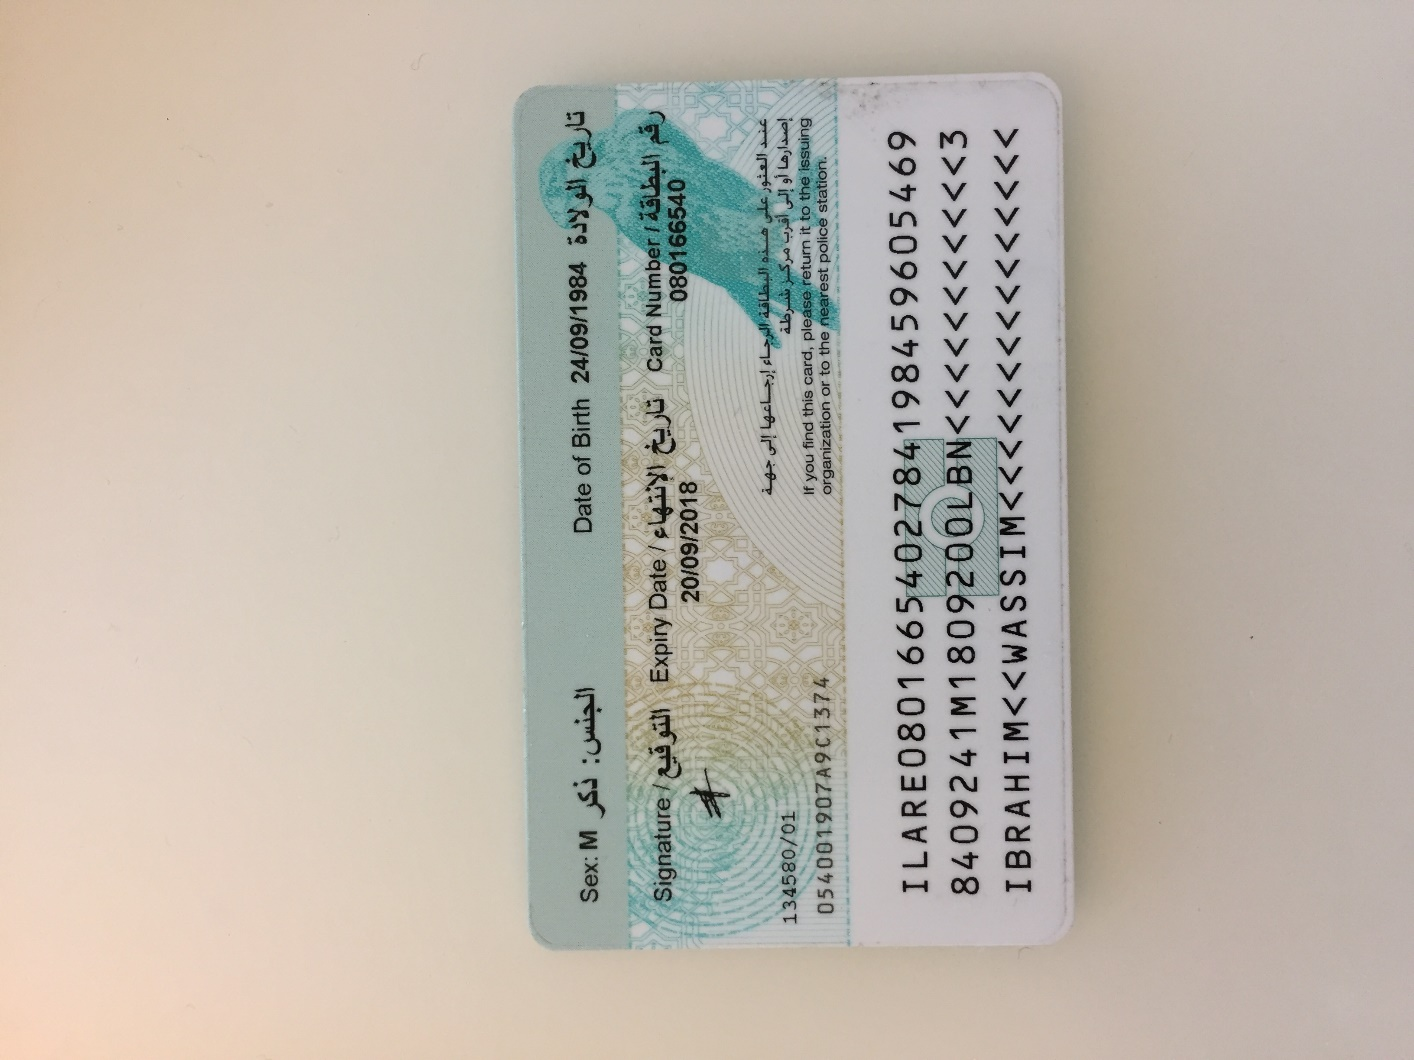 Sex: M الجنس: ذكر Date of Birth 24/09/1984 تاريخ الولادة
Signature / التوقيع Expiry Date / تاريخ الإنتهاء Card Number / رقم البطاقة
20/09/2018 080166540
عند العثور على هذه البطاقة الرجاء إرجاعها إلى جهة
إصدارها أو إلى أقرب مركز شرطة
If you find this card, please return it to the issuing
organization or to the nearest police station.
134580/01
054001907A9C1374
ILARE0801665402784198459605469
8409241M1809200LBN<<<<<<<<<<<3
IBRAHIM<<WASSIM<<<<<<<<<<<<<<<